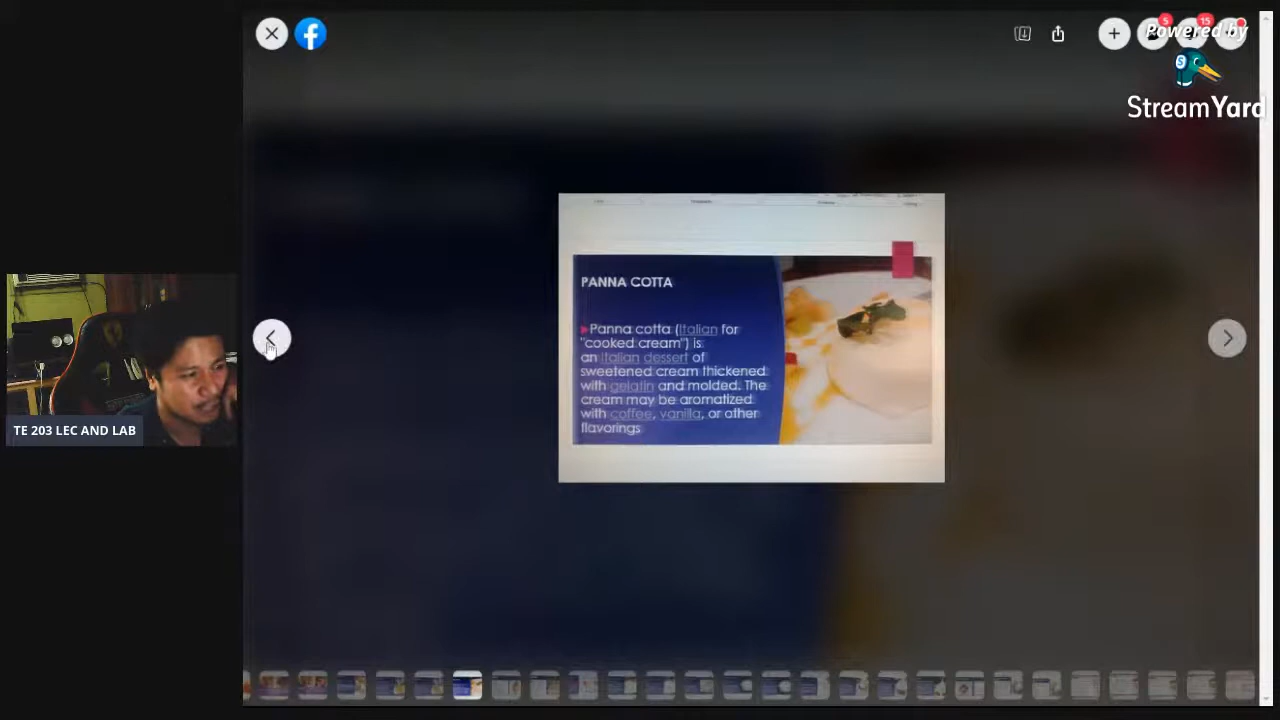 5
15
Powered by
StreamYard
PANNA COTTA
Panna cotta (Italian for
"cooked cream") is
an Italian dessert of
sweetened cream thickened
with gelatin and molded. The
cream may be aromatized
with coffee, vanilla, or other
flavorings
TE 203 LEC AND LAB